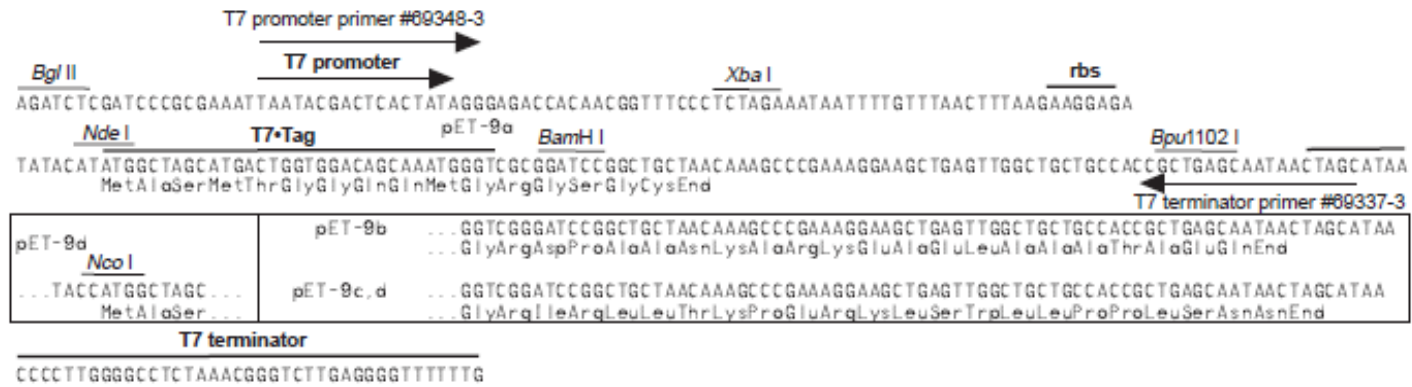 T7 promoter primer #69348-3
Bgl II T7 promoter Xba I rbs
AGATCTCGATCCCGCGAAATTAATACGACTCACTATAGGGAGACCACAACGGTTTCCCTCTAGAAATAATTTTGTTTAACTTTAAGAAGGAGA
Nde I T7•Tag pET-9a BamH I Bpu1102 I
TATACATATGGCTAGCATGACTGGTGGACAGCAAATGGGTCGCGGATCCGGCTGCTAACAAAGCCCGAAAGGAAGCTGAGTTGGCTGCTGCCACCGCTGAGCAATAACTAGCATAA
MetAlaSerMetThrGlyGlyGlnGlnMetGlyArgGlySerGlyCysEnd
T7 terminator primer #69337-3
pET-9b ...GGTCGGGATCCGGCTGCTAACAAAGCCCGAAAGGAAGCTGAGTTGGCTGCTGCCACCGCTGAGCAATAACTAGCATAA
pET-9d ...GlyArgAspProAlaAlaAsnLysAlaArgLysGluAlaGluLeuAlaAlaAlaThrAlaGluGlnEnd
Nco I
...TACCATGGCTAGC... pET-9c,d ...GGTCGGATCCGGCTGCTAACAAAGCCCGAAAGGAAGCTGAGTTGGCTGCTGCCACCGCTGAGCAATAACTAGCATAA
MetAlaSer... ...GlyArgIleArgLeuLeuThrLysProGluArgLysLeuSerTrpLeuLeuProProLeuSerAsnAsnEnd
T7 terminator
CCCCTTGGGGCCTCTAAACGGGTCTTGAGGGGTTTTTTG